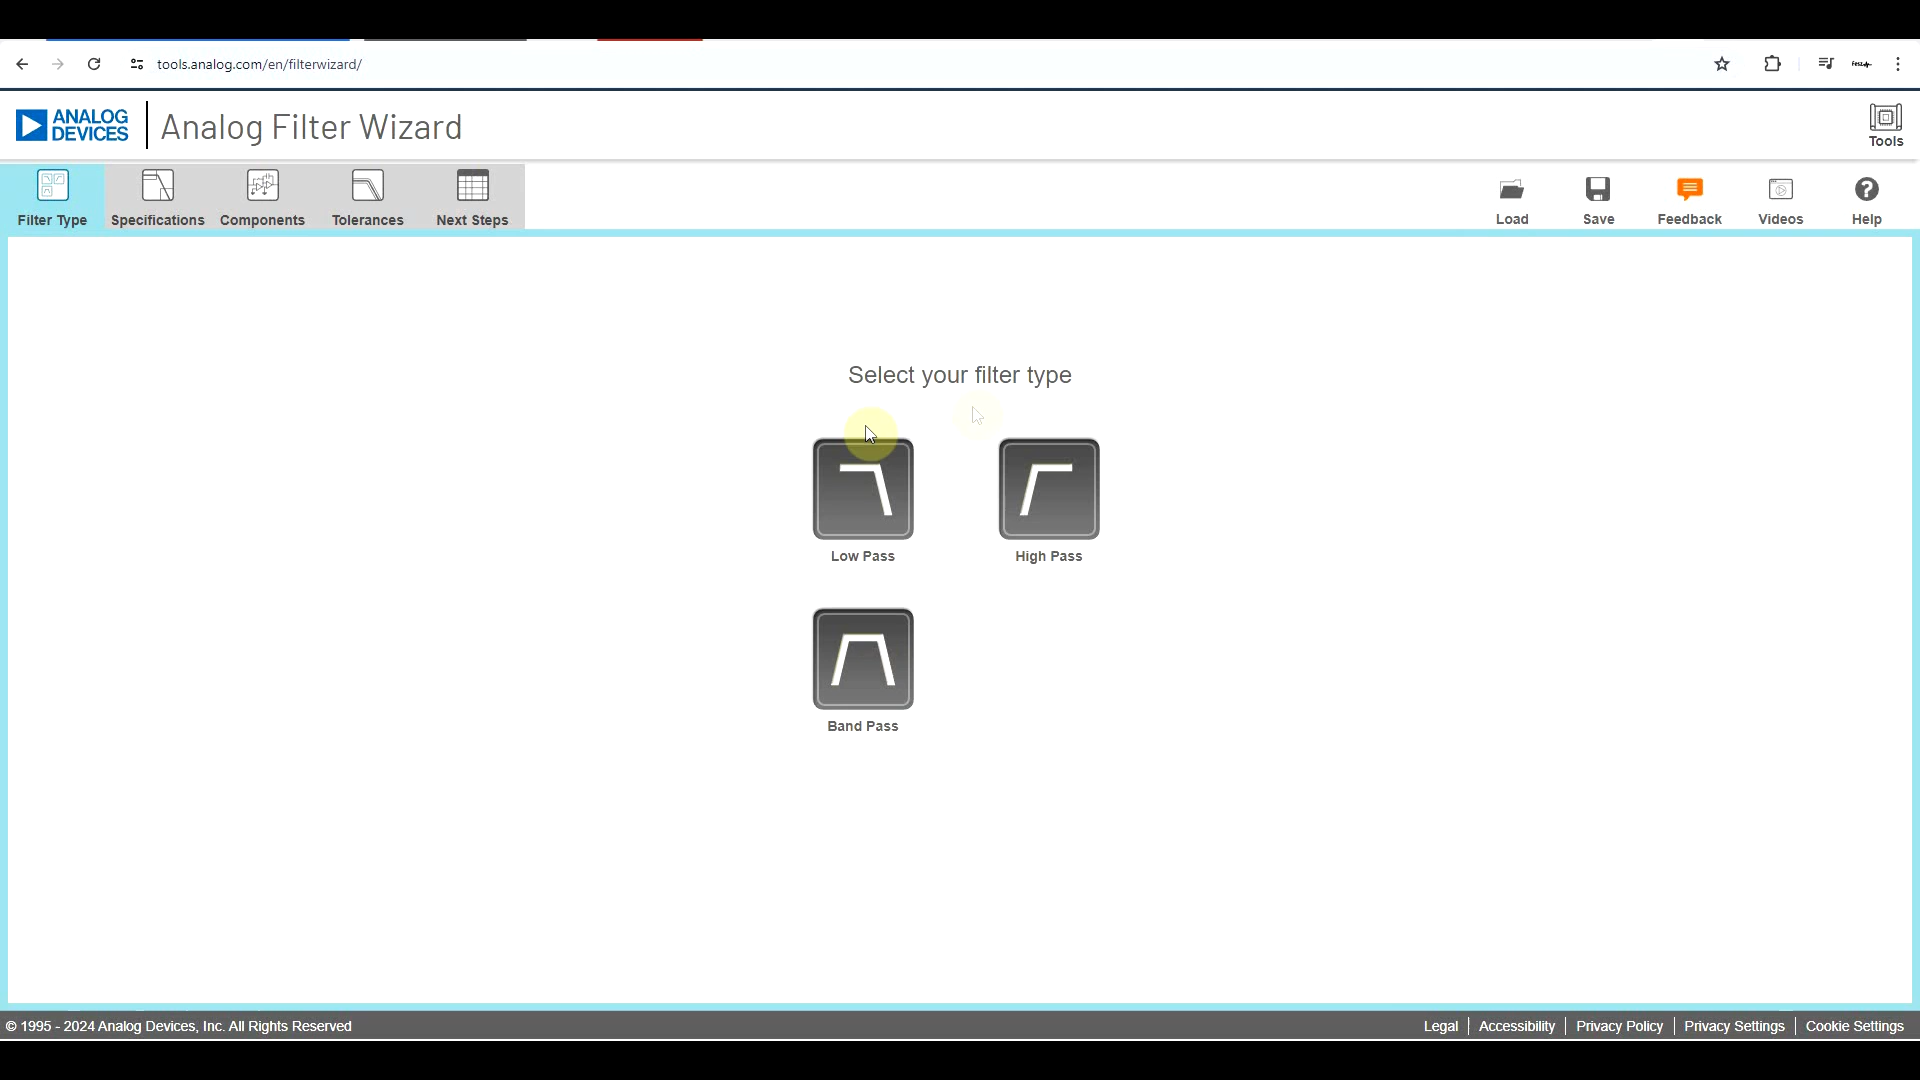 tools.analog.com/en/filterwizard/
ANALOG
DEVICES
Analog Filter Wizard
Tools
Filter Type
Specifications
Components
Tolerances
Next Steps
Load
Save
Feedback
Videos
Help
Select your filter type
Low Pass
High Pass
Band Pass
© 1995 - 2024 Analog Devices, Inc. All Rights Reserved
Legal
Accessibility
Privacy Policy
Privacy Settings
Cookie Settings